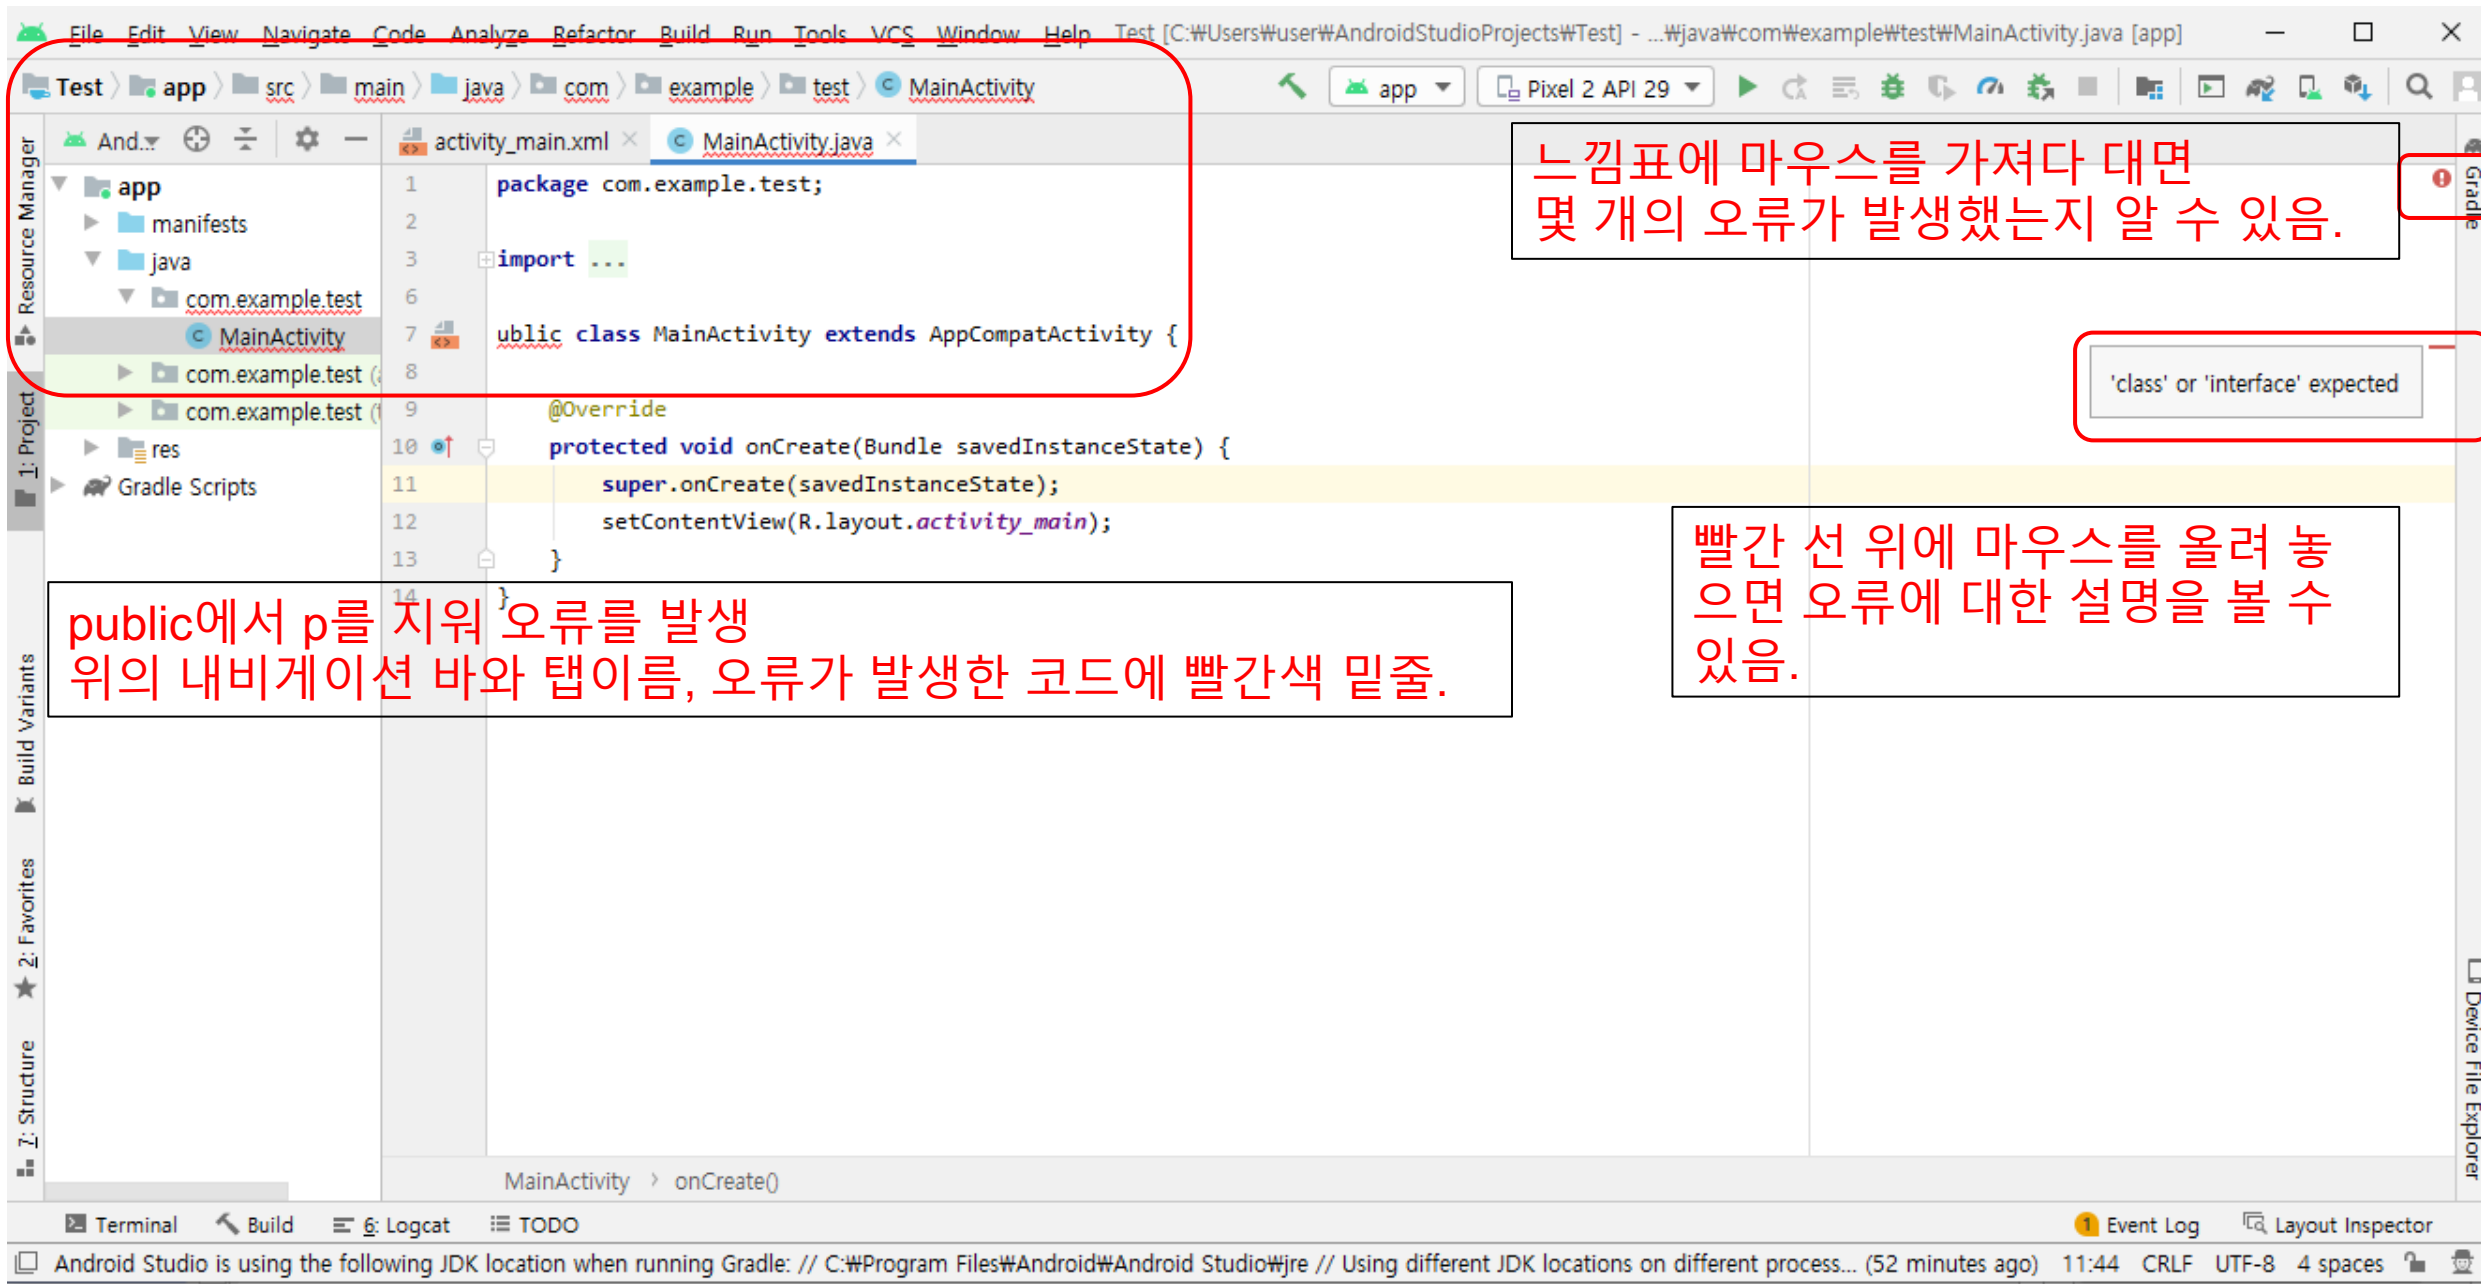 File Edit View Navigate Code Analyze Refactor Build Run Tools VCS Window Help Test [C:₩Users₩user₩AndroidStudioProjects₩Test] - ...₩java₩com₩example₩test₩MainActivity.java [app]
Test app src main java com example test MainActivity app Pixel 2 API 29
And.. activity_main.xml MainActivity.java
Resource Manager
1: Project
Build Variants
2: Favorites
7: Structure
app
manifests
java
com.example.test
MainActivity
com.example.test (
com.example.test (
res
Gradle Scripts
1 package com.example.test;
2
3 import ...
6
7 ublic class MainActivity extends AppCompatActivity {
8
9 @Override
10 protected void onCreate(Bundle savedInstanceState) {
11 super.onCreate(savedInstanceState);
12 setContentView(R.layout.activity_main);
13 }
14 }
느낌표에 마우스를 가져다 대면
몇 개의 오류가 발생했는지 알 수 있음.
'class' or 'interface' expected
빨간 선 위에 마우스를 올려 놓
으면 오류에 대한 설명을 볼 수
있음.
public에서 p를 지워 오류를 발생
위의 내비게이션 바와 탭이름, 오류가 발생한 코드에 빨간색 밑줄.
Gradle
Device File Explorer
MainActivity › onCreate()
Terminal Build 6: Logcat TODO 1 Event Log Layout Inspector
Android Studio is using the following JDK location when running Gradle: // C:₩Program Files₩Android₩Android Studio₩jre // Using different JDK locations on different process... (52 minutes ago) 11:44 CRLF UTF-8 4 spaces